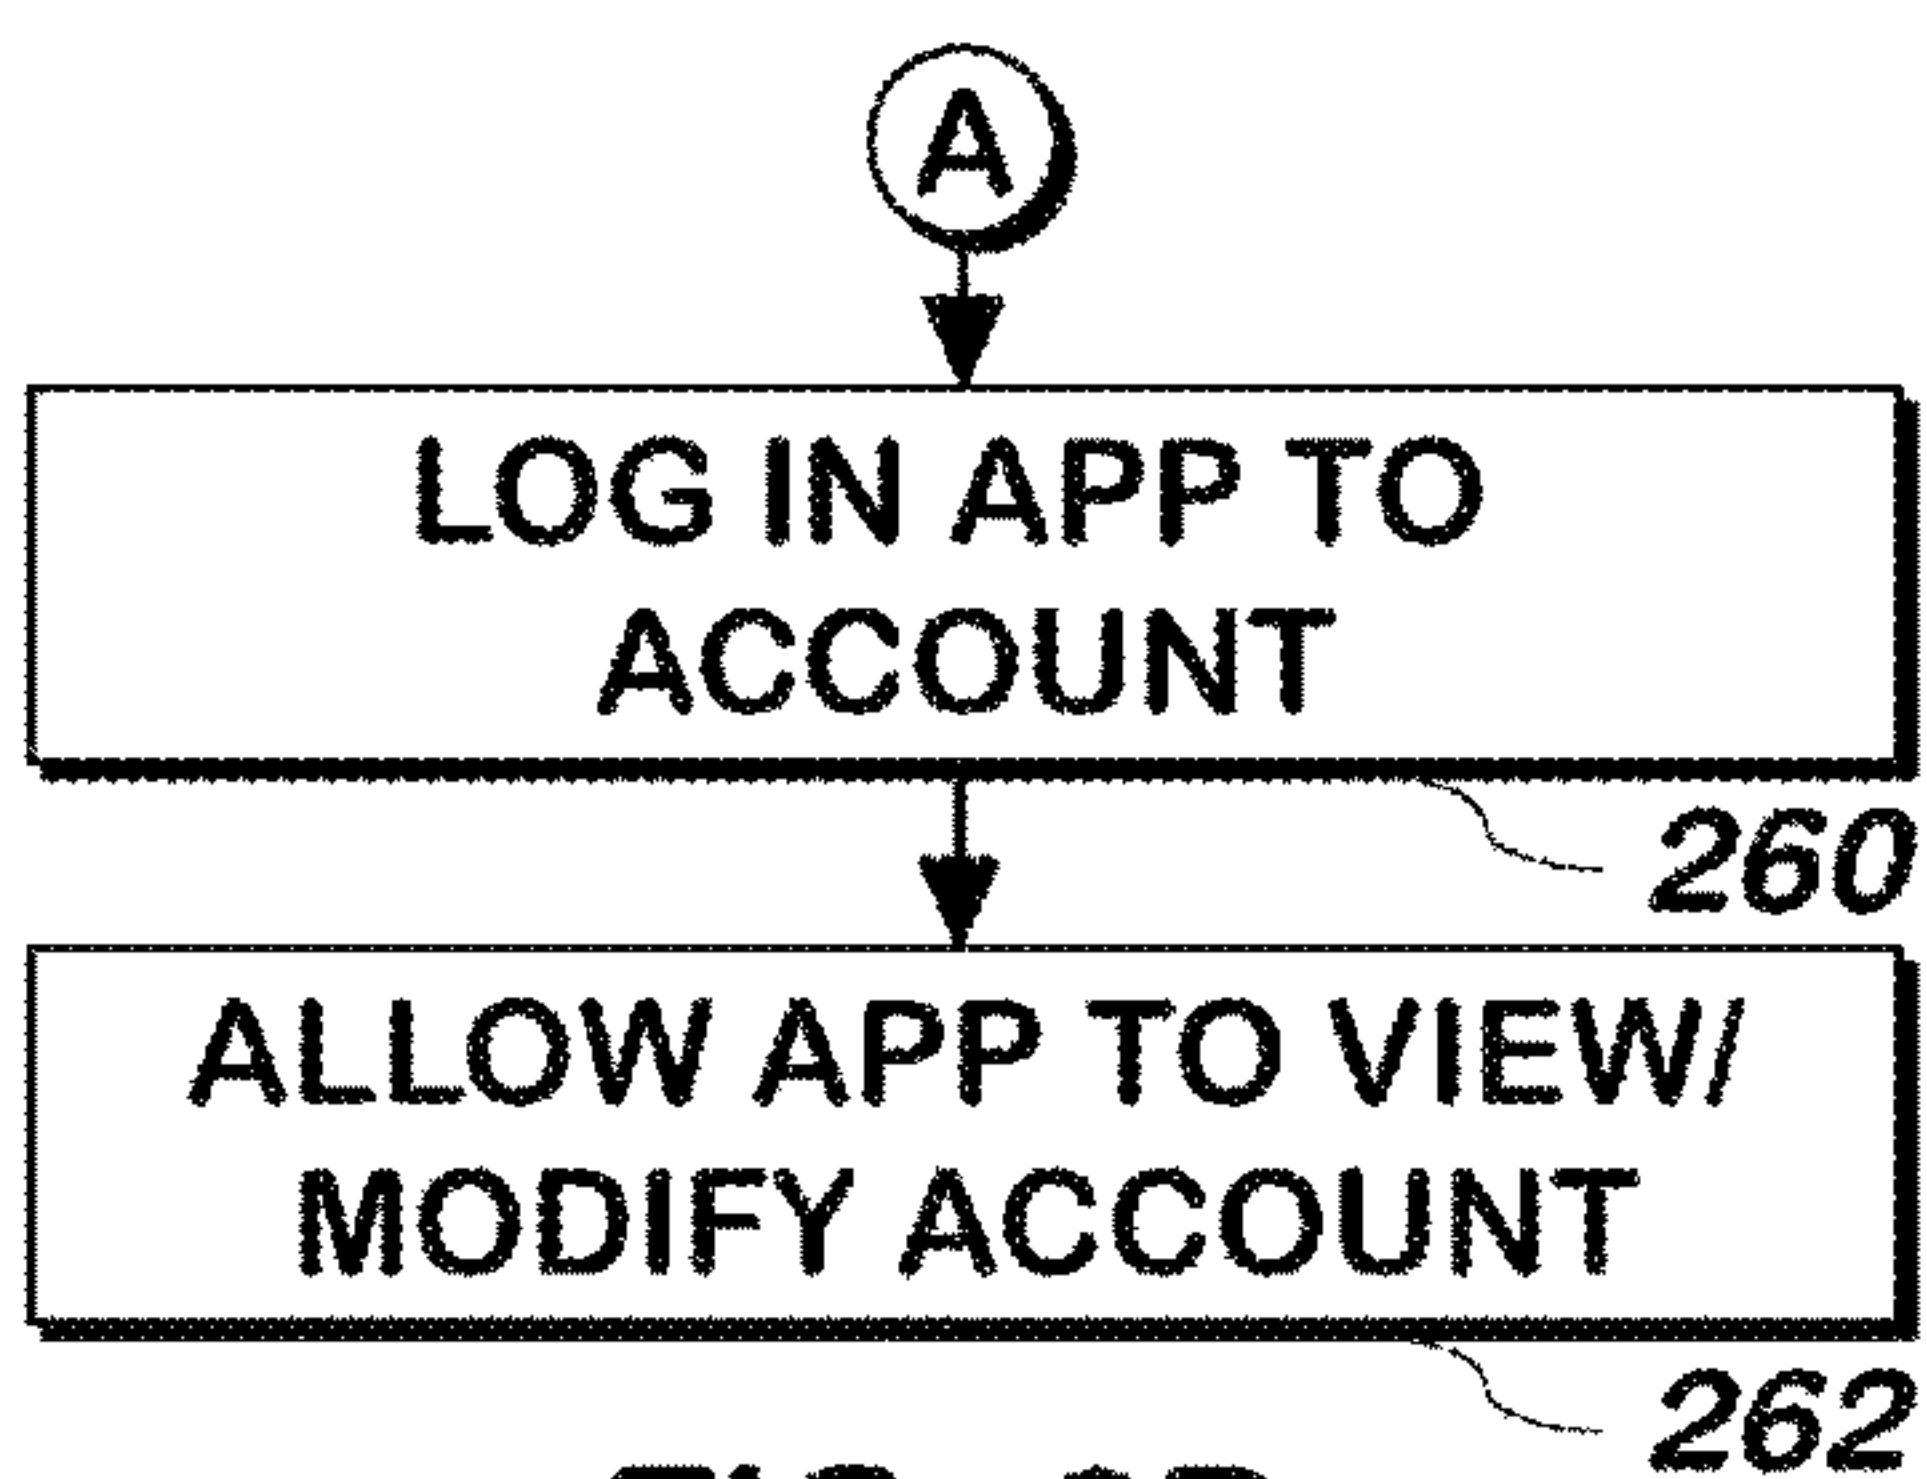 A
LOG IN APP TO
ACCOUNT
260
ALLOW APP TO VIEW/
MODIFY ACCOUNT
262